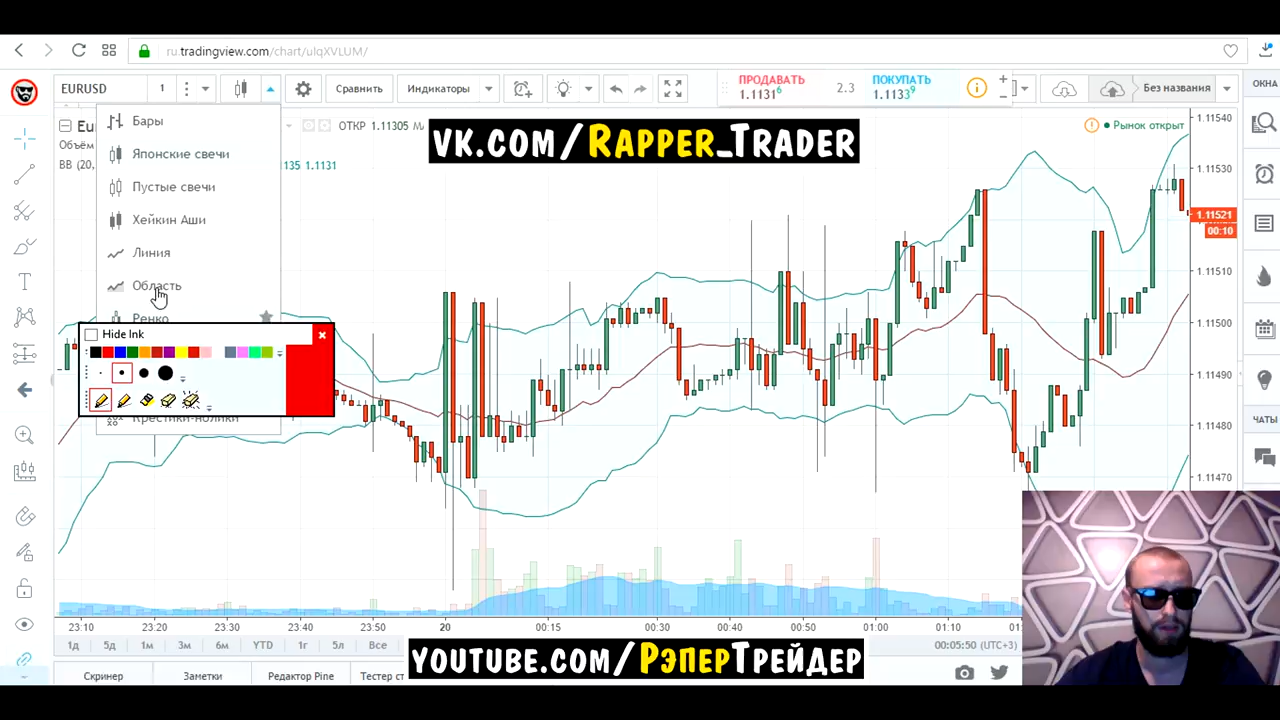 ru.tradingview.com/chart/uIqXVLUM/
EURUSD
1
Сравнить
Индикаторы
ПРОДАВАТЬ
1.1131⁶
2.3
ПОКУПАТЬ
1.1133⁹
Без названия
ОКНА
Бары
Японские свечи
Пустые свечи
Хейкин Аши
Линия
Область
Ренко
Крестики-нолики
ОТКР 1.11305
1135 1.1131
BB (20,
Объём
Рынок открыт
VK.COM/RAPPER_TRADER
Hide Ink
1.11540
1.11530
1.11521
00:10
1.11510
1.11500
1.11490
1.11480
1.11470
ЧАТЫ
23:10
23:20
23:30
23:40
23:50
20
00:15
00:30
00:40
00:50
01:00
01:10
1д
5д
1м
3м
6м
YTD
1г
5л
Все
00:05:50 (UTC+3)
YOUTUBE.COM/РЭПЕРТРЕЙДЕР
Скринер
Заметки
Редактор Pine
Тестер ст